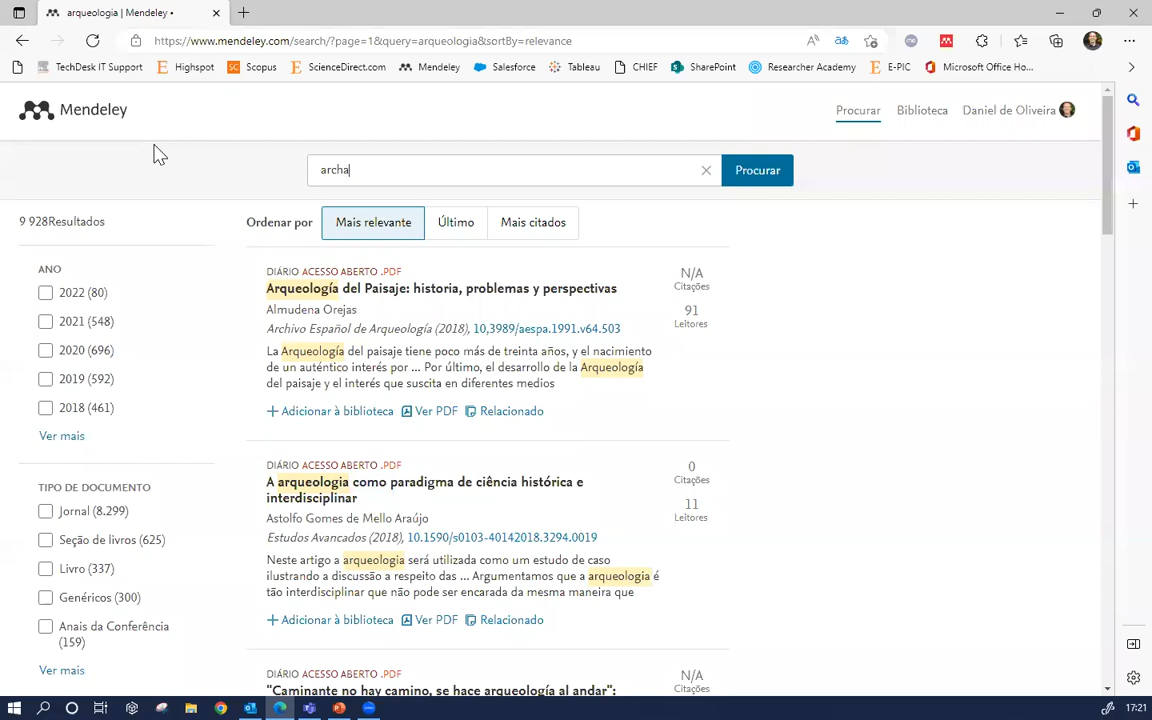 arqueologia | Mendeley •
https://www.mendeley.com/search/?page=1&query=arqueologia&sortBy=relevance
TechDesk IT Support
Highspot
Scopus
ScienceDirect.com
Mendeley
Salesforce
Tableau
CHIEF
SharePoint
Researcher Academy
E-PIC
Microsoft Office Ho...
Mendeley
Procurar
Biblioteca
Daniel de Oliveira
archa
Procurar
9 928Resultados
Ordenar por
Mais relevante
Último
Mais citados
ANO
2022 (80)
2021 (548)
2020 (696)
2019 (592)
2018 (461)
Ver mais
TIPO DE DOCUMENTO
Jornal (8.299)
Seção de livros (625)
Livro (337)
Genéricos (300)
Anais da Conferência
(159)
Ver mais
DIÁRIO ACESSO ABERTO .PDF
Arqueología del Paisaje: historia, problemas y perspectivas
Almudena Orejas
Archivo Español de Arqueología (2018), 10,3989/aespa.1991.v64.503
La Arqueología del paisaje tiene poco más de treinta años, y el nacimiento
de un auténtico interés por ... Por último, el desarrollo de la Arqueología
del paisaje y el interés que suscita en diferentes medios
Adicionar à biblioteca
Ver PDF
Relacionado
N/A
Citações
91
Leitores
DIÁRIO ACESSO ABERTO .PDF
A arqueologia como paradigma de ciência histórica e
interdisciplinar
Astolfo Gomes de Mello Araújo
Estudos Avancados (2018), 10.1590/s0103-40142018.3294.0019
Neste artigo a arqueologia será utilizada como um estudo de caso
ilustrando a discussão a respeito das ... Argumentamos que a arqueologia é
tão interdisciplinar que não pode ser encarada da mesma maneira que
Adicionar à biblioteca
Ver PDF
Relacionado
0
Citações
11
Leitores
DIÁRIO ACESSO ABERTO .PDF
"Caminante no hay camino, se hace arqueología al andar":
N/A
Citações
17:21